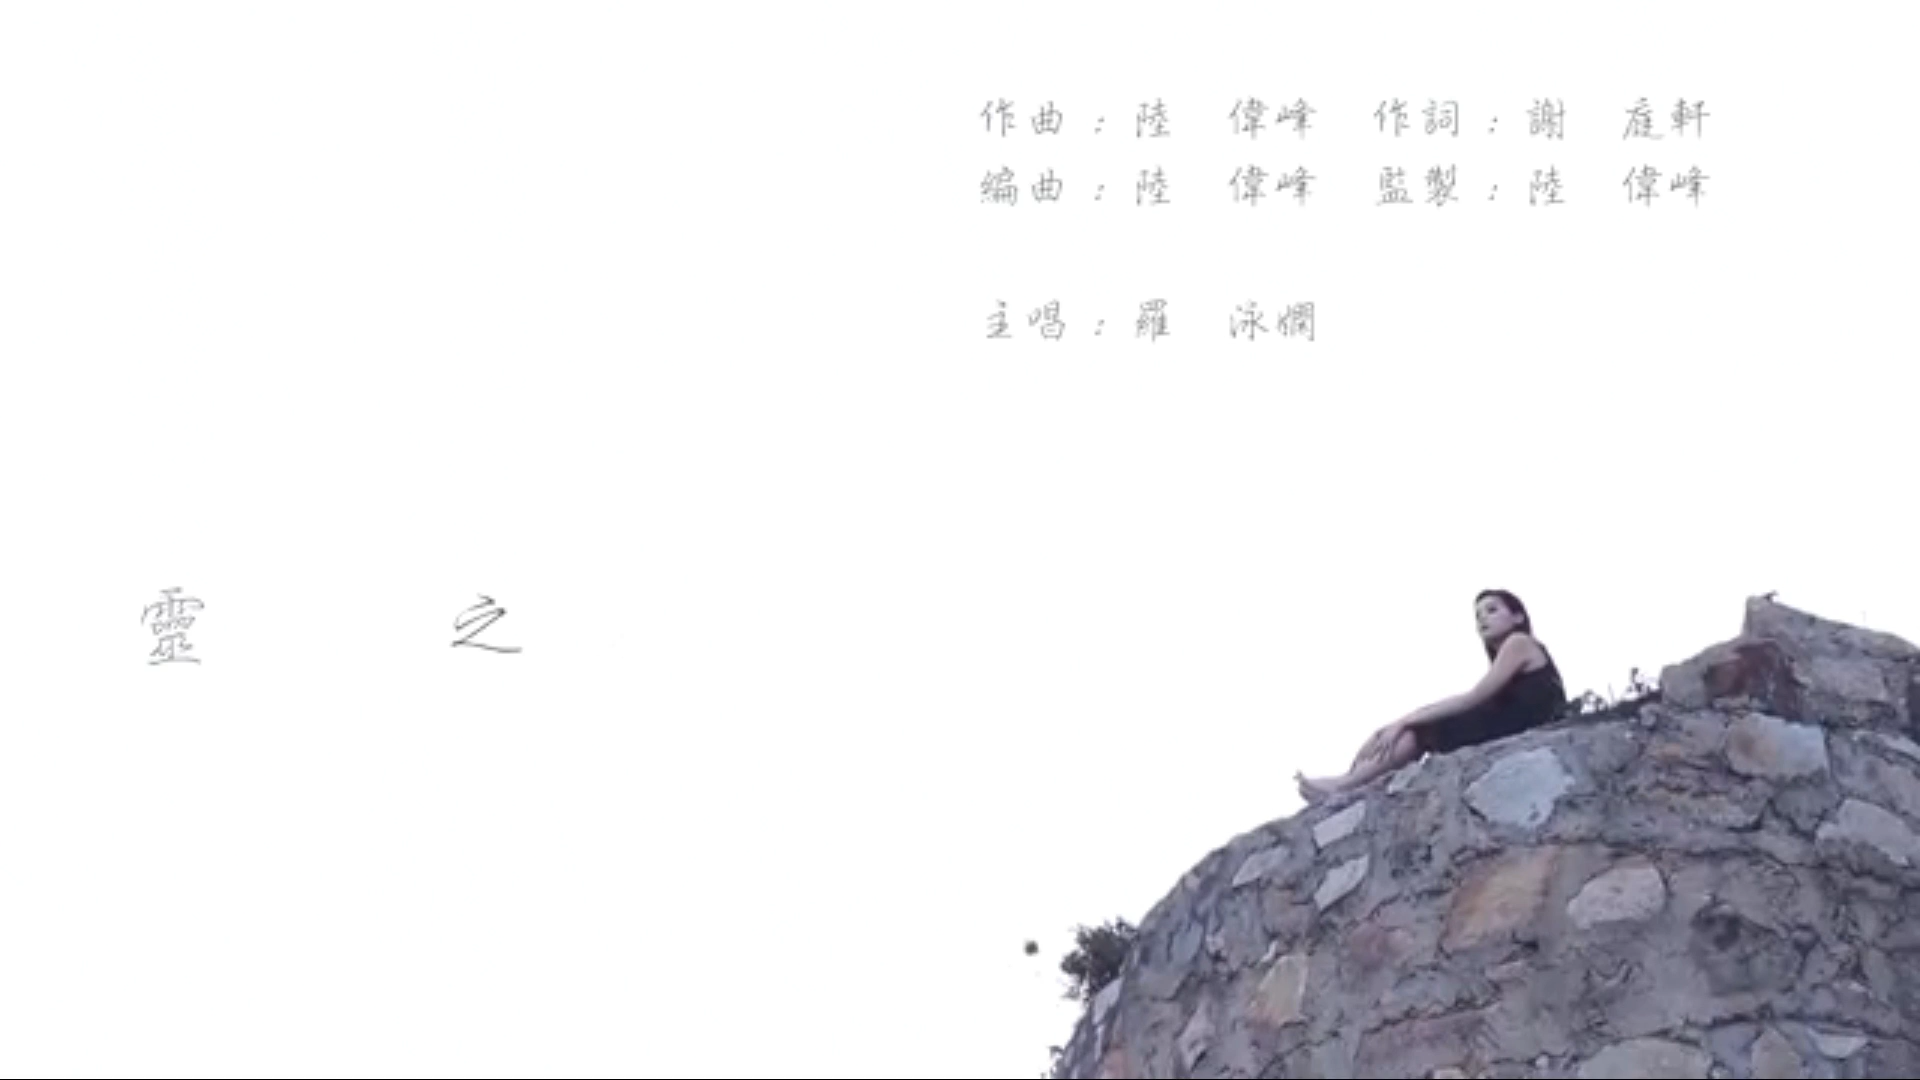 作曲：陸 偉峰 作詞：謝 庭軒
編曲：陸 偉峰 監製：陸 偉峰
主唱：羅 泳嫻
靈 之